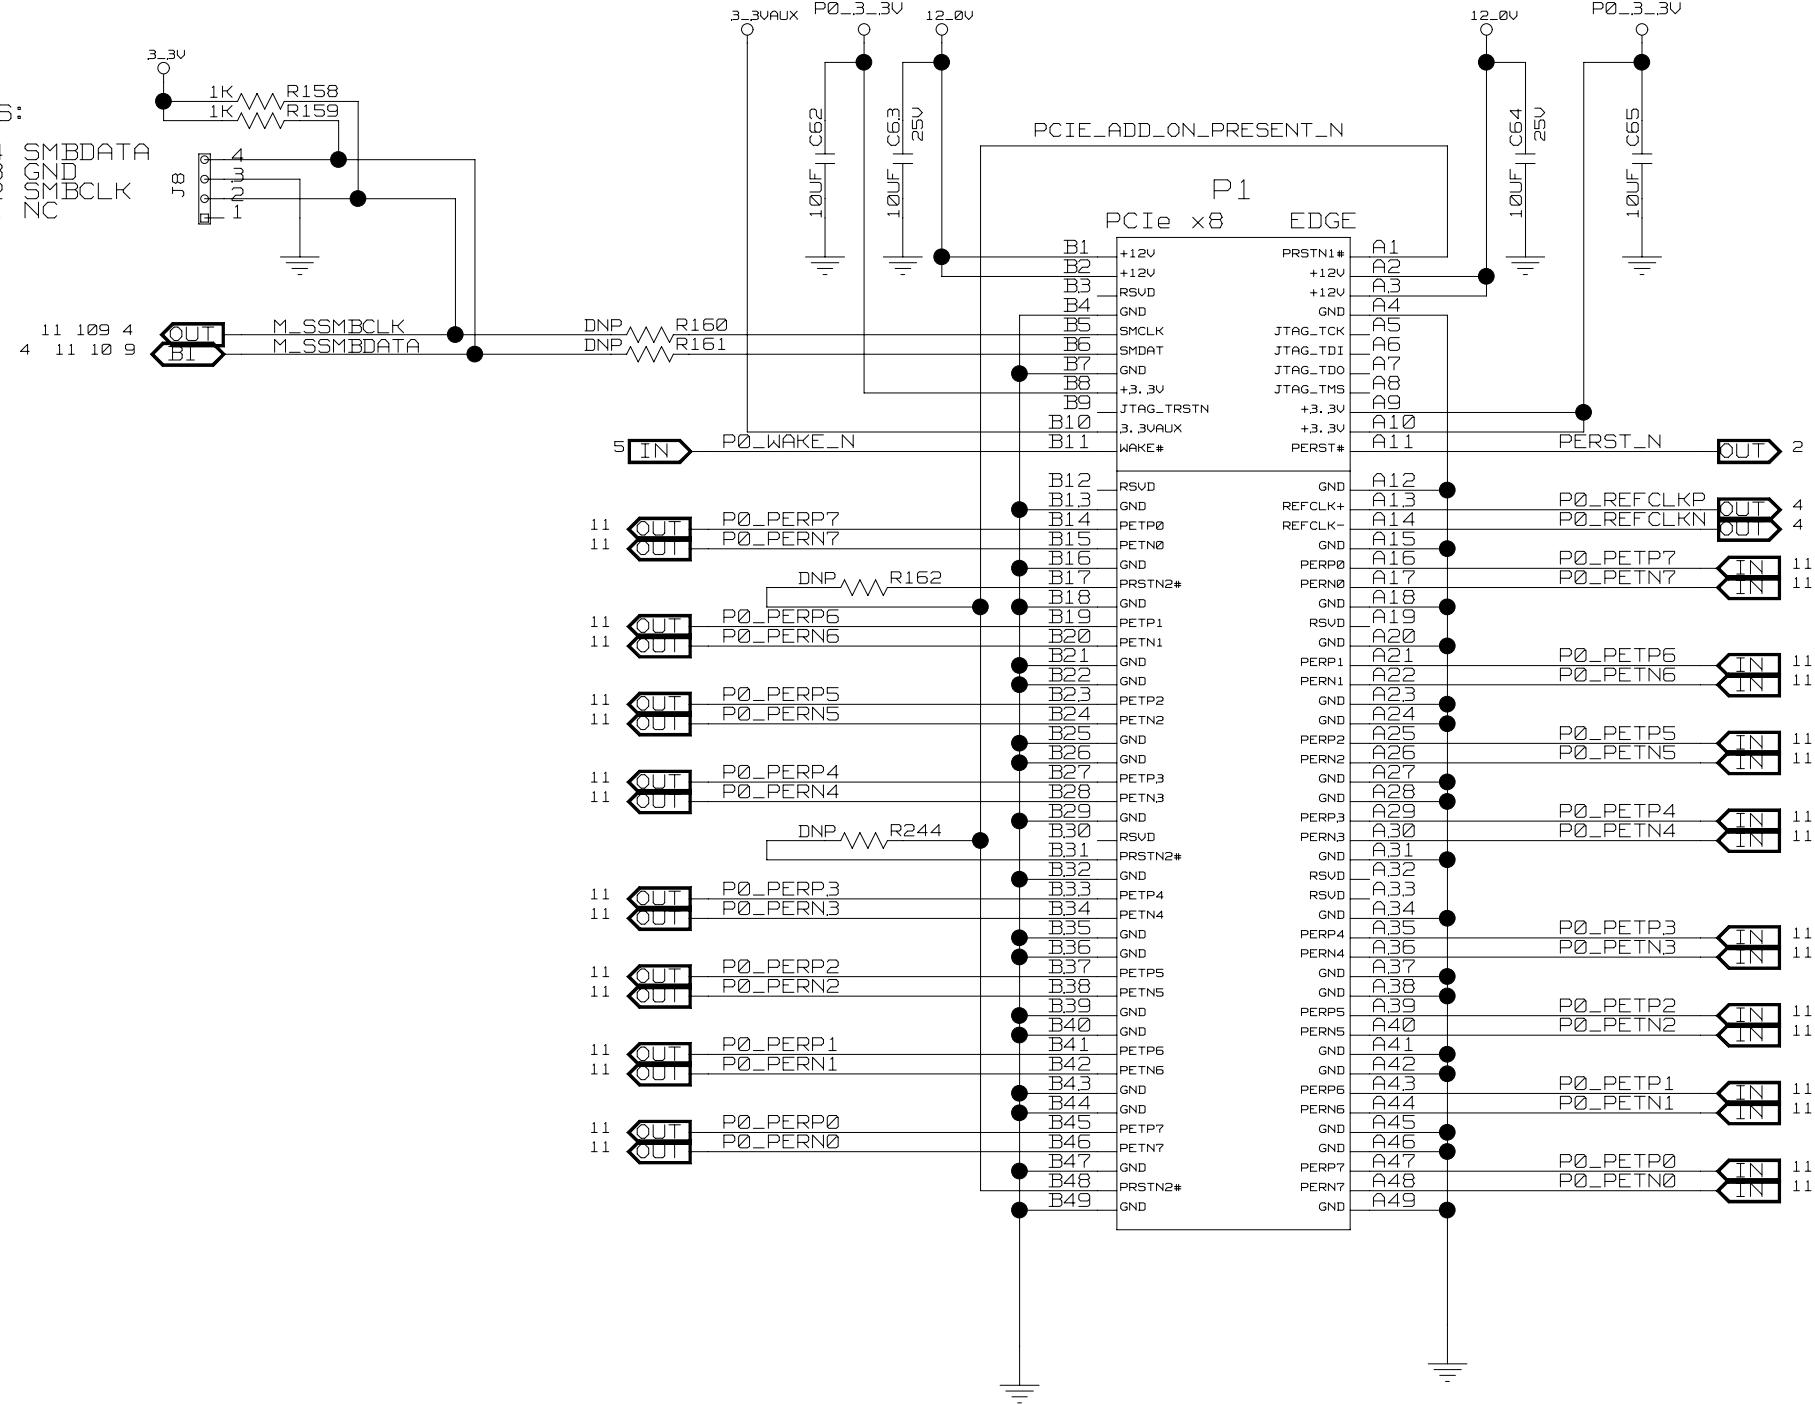 3_3VAUX P0_3_3V 12_0V 12_0V P0_3_3V
3_3V
1K R158
1K R159
S:
4 SMBDATA
3 GND
2 SMBCLK
NC
J8
4
3
2
1
10UF C62
10UF C63 25V
10UF C64 25V
10UF C65
PCIE_ADD_ON_PRESENT_N
P1
PCIe x8 EDGE
B1 +12V PRSTN1# A1
B2 +12V +12V A2
B3 RSVD +12V A3
B4 GND GND A4
11 109 4 OUT M_SSMBCLK DNP R160 B5 SMCLK JTAG_TCK A5
4 11 10 9 BI M_SSMBDATA DNP R161 B6 SMDAT JTAG_TDI A6
B7 GND JTAG_TDO A7
B8 +3.3V JTAG_TMS A8
B9 JTAG_TRSTN +3.3V A9
B10 3.3VAUX +3.3V A10
5 IN P0_WAKE_N B11 WAKE# PERST# A11 PERST_N OUT 2
B12 RSVD GND A12
B13 GND REFCLK+ A13 P0_REFCLKP OUT 4
11 OUT P0_PERP7 B14 PETP0 REFCLK- A14 P0_REFCLKN OUT 4
11 OUT P0_PERN7 B15 PETN0 GND A15
B16 GND PERP0 A16 P0_PETP7 IN 11
DNP R162 B17 PRSTN2# PERN0 A17 P0_PETN7 IN 11
B18 GND GND A18
11 OUT P0_PERP6 B19 PETP1 RSVD A19
11 OUT P0_PERN6 B20 PETN1 GND A20
B21 GND PERP1 A21 P0_PETP6 IN 11
B22 GND PERN1 A22 P0_PETN6 IN 11
11 OUT P0_PERP5 B23 PETP2 GND A23
11 OUT P0_PERN5 B24 PETN2 GND A24
B25 GND PERP2 A25 P0_PETP5 IN 11
B26 GND PERN2 A26 P0_PETN5 IN 11
11 OUT P0_PERP4 B27 PETP3 GND A27
11 OUT P0_PERN4 B28 PETN3 GND A28
B29 GND PERP3 A29 P0_PETP4 IN 11
DNP R244 B30 RSVD PERN3 A30 P0_PETN4 IN 11
B31 PRSTN2# GND A31
B32 GND RSVD A32
11 OUT P0_PERP3 B33 PETP4 RSVD A33
11 OUT P0_PERN3 B34 PETN4 GND A34
B35 GND PERP4 A35 P0_PETP3 IN 11
B36 GND PERN4 A36 P0_PETN3 IN 11
11 OUT P0_PERP2 B37 PETP5 GND A37
11 OUT P0_PERN2 B38 PETN5 GND A38
B39 GND PERP5 A39 P0_PETP2 IN 11
B40 GND PERN5 A40 P0_PETN2 IN 11
11 OUT P0_PERP1 B41 PETP6 GND A41
11 OUT P0_PERN1 B42 PETN6 GND A42
B43 GND PERP6 A43 P0_PETP1 IN 11
B44 GND PERN6 A44 P0_PETN1 IN 11
11 OUT P0_PERP0 B45 PETP7 GND A45
11 OUT P0_PERN0 B46 PETN7 GND A46
B47 GND PERP7 A47 P0_PETP0 IN 11
B48 PRSTN2# PERN7 A48 P0_PETN0 IN 11
B49 GND GND A49